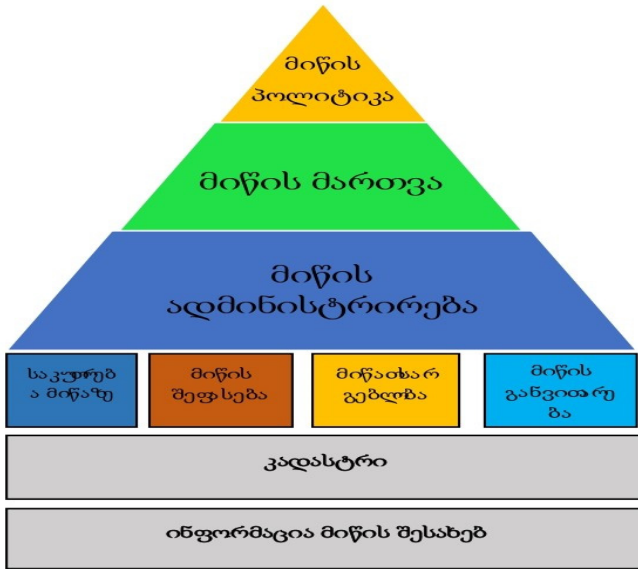 მიწის
პოლიტიკა
მიწის მართვა
მიწის
ადმინისტრირება
საკუთრებ
ა მიწაზე
მიწის
შეფასება
მიწათსარ
გებლობა
მიწის
განვითარე
ბა
კადასტრი
ინფორმაცია მიწის შესახებ